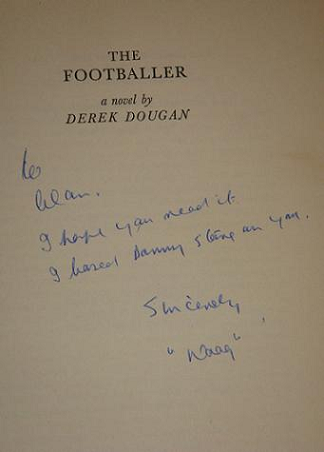 THE
FOOTBALLER
a novel by
DEREK DOUGAN
to
Alan.
I hope you read it
I based Danny Stone on you.
Sincerely
"Doog".